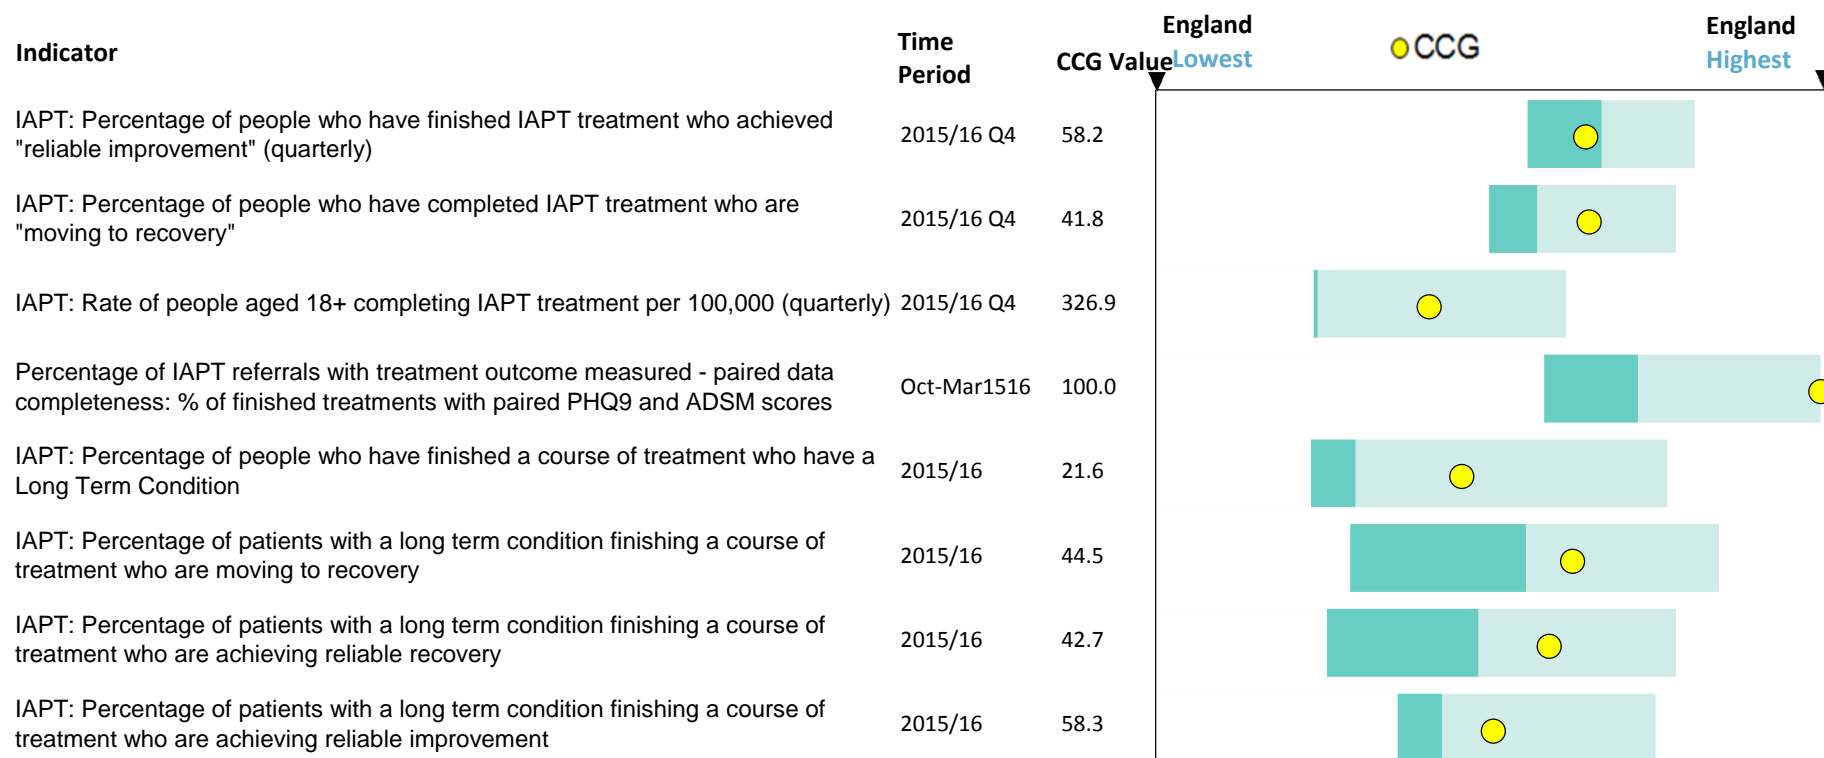 Indicator
Time
Period
CCG Value
England
Lowest
CCG
England
Highest
IAPT: Percentage of people who have finished IAPT treatment who achieved
"reliable improvement" (quarterly)
2015/16 Q4
58.2
IAPT: Percentage of people who have completed IAPT treatment who are
"moving to recovery"
2015/16 Q4
41.8
IAPT: Rate of people aged 18+ completing IAPT treatment per 100,000 (quarterly)
2015/16 Q4
326.9
Percentage of IAPT referrals with treatment outcome measured - paired data
completeness: % of finished treatments with paired PHQ9 and ADSM scores
Oct-Mar1516
100.0
IAPT: Percentage of people who have finished a course of treatment who have a
Long Term Condition
2015/16
21.6
IAPT: Percentage of patients with a long term condition finishing a course of
treatment who are moving to recovery
2015/16
44.5
IAPT: Percentage of patients with a long term condition finishing a course of
treatment who are achieving reliable recovery
2015/16
42.7
IAPT: Percentage of patients with a long term condition finishing a course of
treatment who are achieving reliable improvement
2015/16
58.3